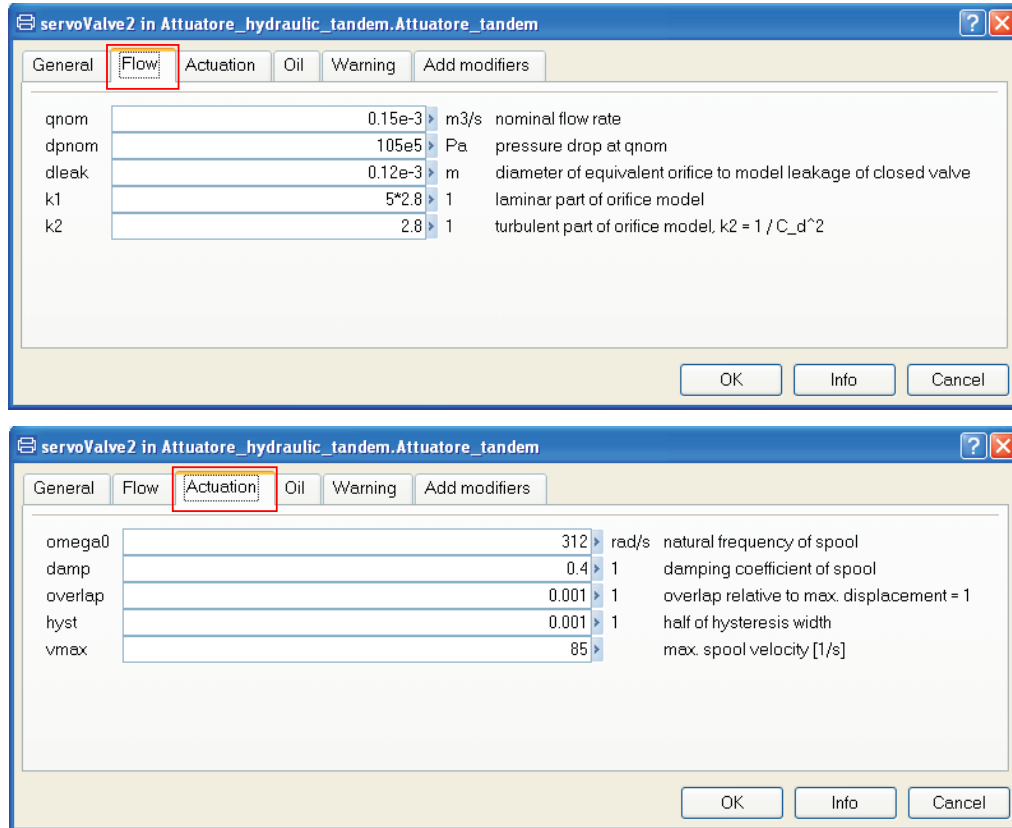 servoValve2 in Attuatore_hydraulic_tandem.Attuatore_tandem
General Flow Actuation Oil Warning Add modifiers
qnom 0.15e-3 m3/s nominal flow rate
dpnom 105e5 Pa pressure drop at qnom
dleak 0.12e-3 m diameter of equivalent orifice to model leakage of closed valve
k1 5*2.8 1 laminar part of orifice model
k2 2.8 1 turbulent part of orifice model, k2 = 1 / C_d^2
OK Info Cancel
servoValve2 in Attuatore_hydraulic_tandem.Attuatore_tandem
General Flow Actuation Oil Warning Add modifiers
omega0 312 rad/s natural frequency of spool
damp 0.4 1 damping coefficient of spool
overlap 0.001 1 overlap relative to max. displacement = 1
hyst 0.001 1 half of hysteresis width
vmax 85 max. spool velocity [1/s]
OK Info Cancel